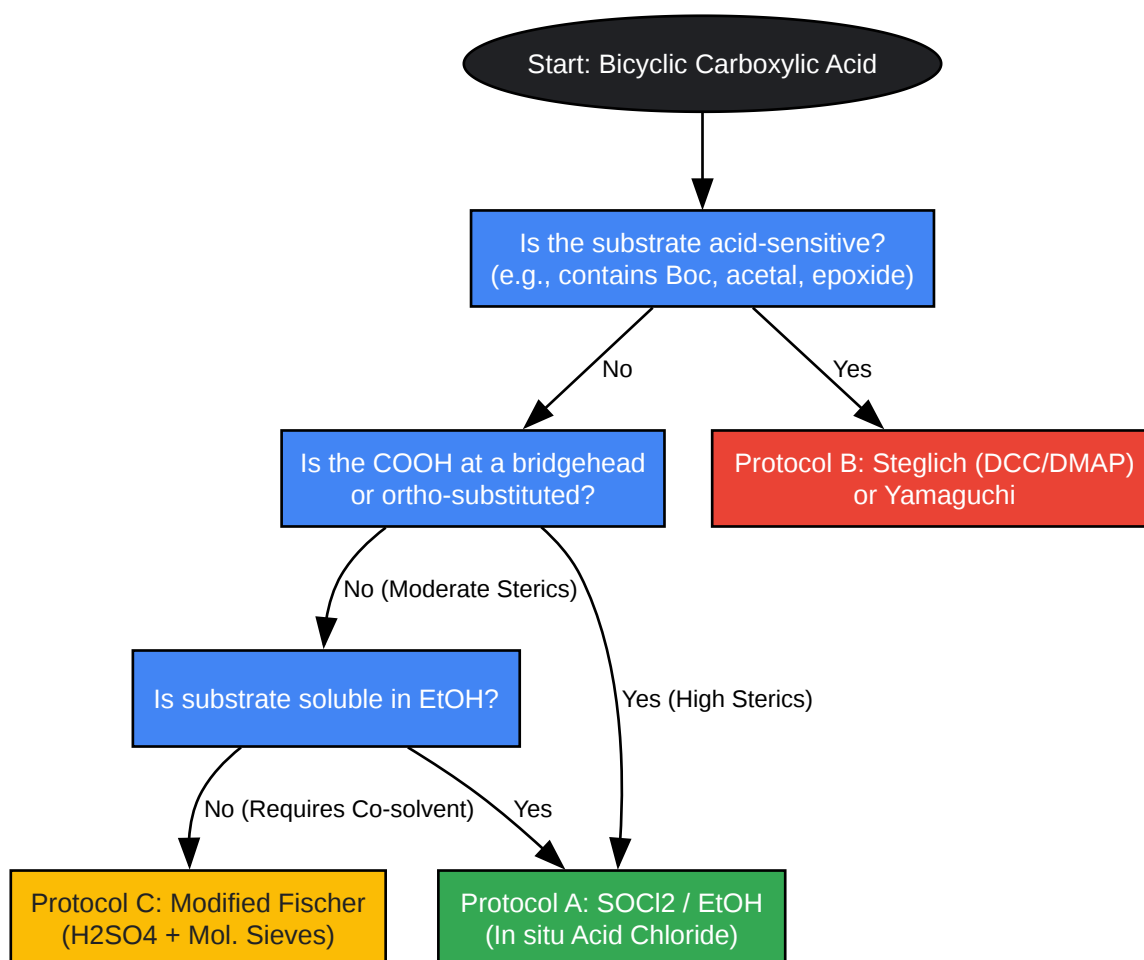 Start: Bicyclic Carboxylic Acid
Is the substrate acid-sensitive?
(e.g., contains Boc, acetal, epoxide)
No
Yes
Is the COOH at a bridgehead
or ortho-substituted?
Protocol B: Steglich (DCC/DMAP)
or Yamaguchi
No (Moderate Sterics)
Is substrate soluble in EtOH?
Yes (High Sterics)
No (Requires Co-solvent)
Yes
Protocol C: Modified Fischer
(H2SO4 + Mol. Sieves)
Protocol A: SOCl2 / EtOH
(In situ Acid Chloride)